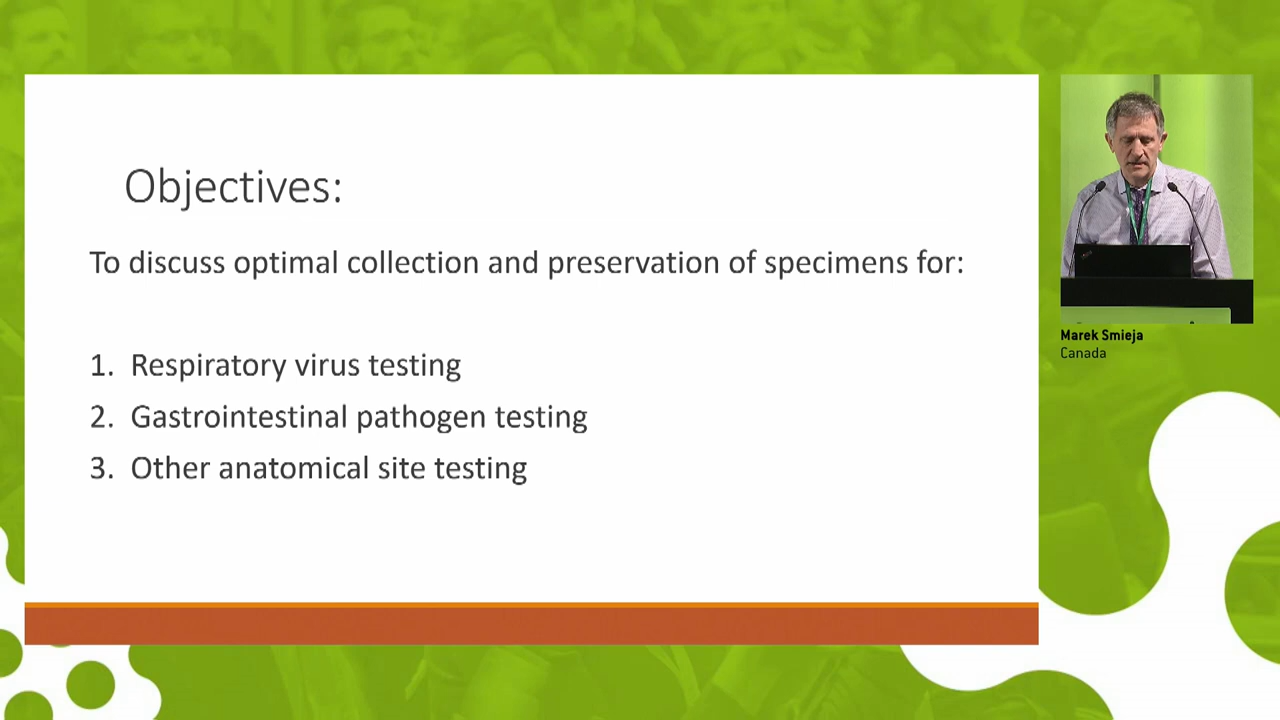 Objectives:
To discuss optimal collection and preservation of specimens for:
1. Respiratory virus testing
2. Gastrointestinal pathogen testing
3. Other anatomical site testing
Marek Smieja
Canada